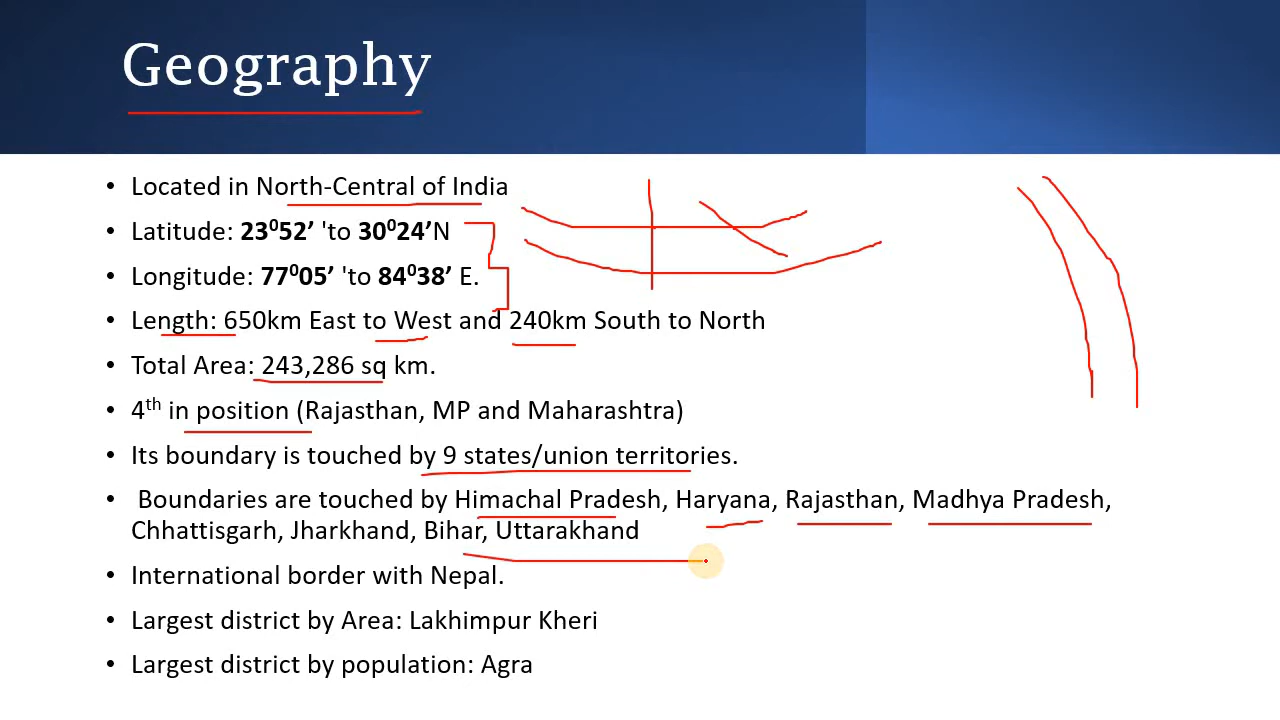 Geography
• Located in North-Central of India
• Latitude: 23⁰52’ 'to 30⁰24’N
• Longitude: 77⁰05’ 'to 84⁰38’ E.
• Length: 650km East to West and 240km South to North
• Total Area: 243,286 sq km.
• 4th in position (Rajasthan, MP and Maharashtra)
• Its boundary is touched by 9 states/union territories.
• Boundaries are touched by Himachal Pradesh, Haryana, Rajasthan, Madhya Pradesh,
Chhattisgarh, Jharkhand, Bihar, Uttarakhand
• International border with Nepal.
• Largest district by Area: Lakhimpur Kheri
• Largest district by population: Agra